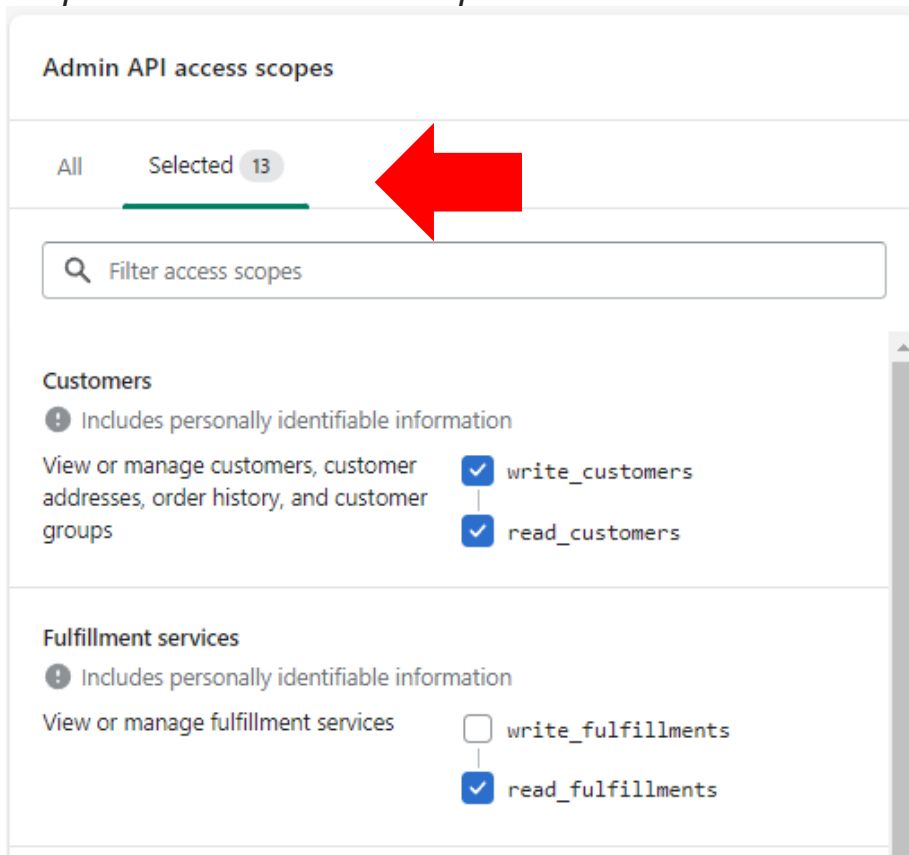 Admin API access scopes
All Selected 13
Filter access scopes
Customers
Includes personally identifiable information
View or manage customers, customer
addresses, order history, and customer
groups
write_customers
read_customers
Fulfillment services
Includes personally identifiable information
View or manage fulfillment services
write_fulfillments
read_fulfillments